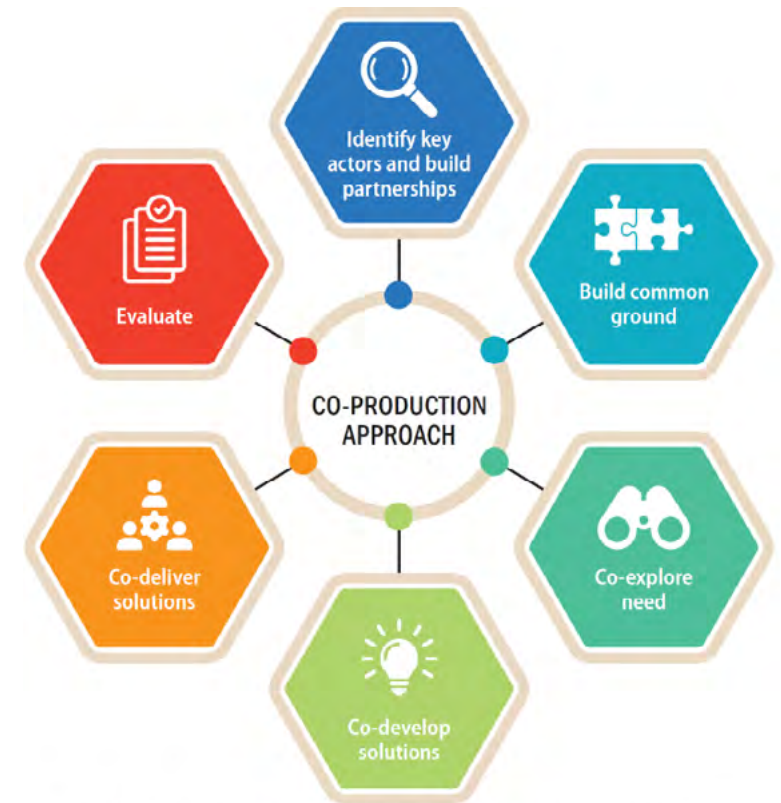 Identify key
actors and build
partnerships
Build common
ground
Co-explore
need
Co-develop
solutions
Co-deliver
solutions
Evaluate
CO-PRODUCTION
APPROACH